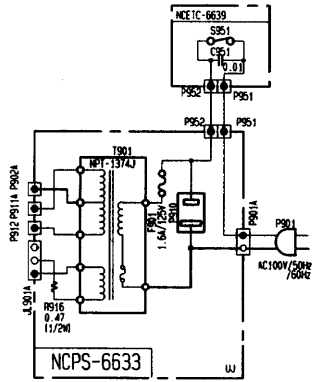 NCETC-6639
S951
C951
0.01
P952
P951
P952
P951
T901
NPT-1374J
P902A
P911A
P912
F901
1.6A/125V
P910
P901A
P901
AC100V/50Hz
/60Hz
JL901A
R916
0.47
(1/2W)
NCPS-6633
UJ